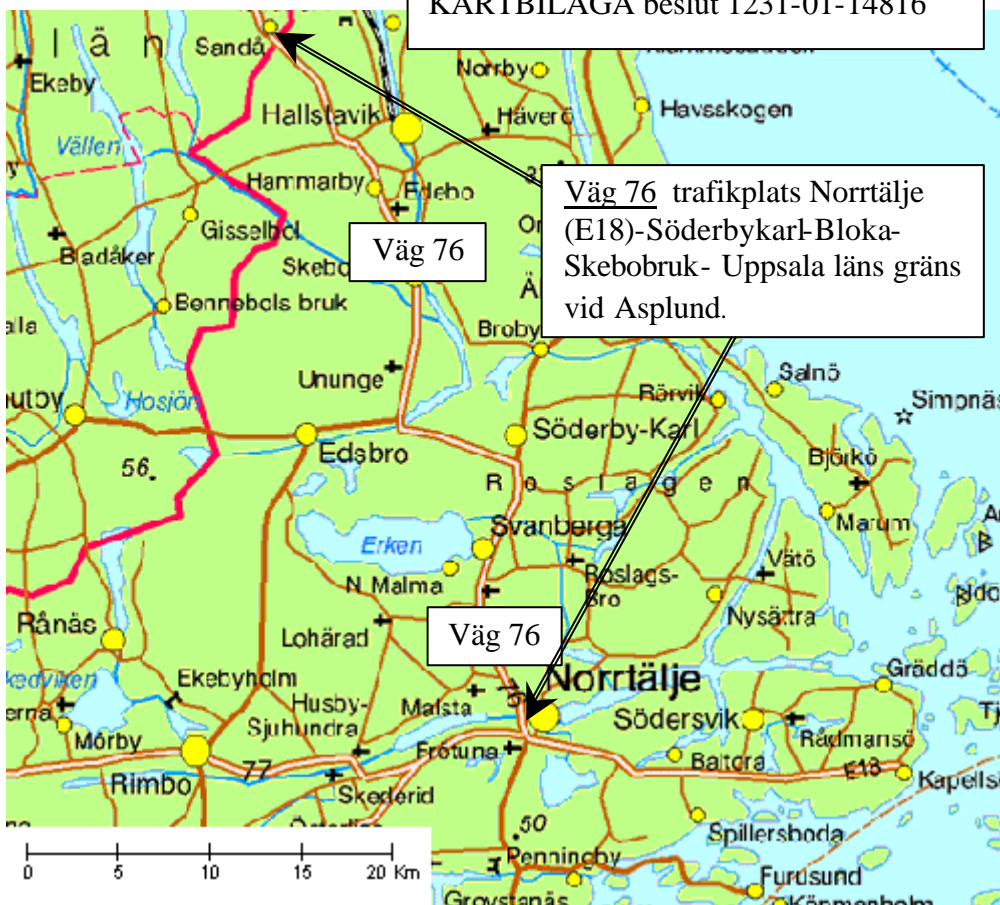 KARTBILAGA beslut 1231-01-14816
län
Sandå
Ekeby
Norrby
Havsskogen
Hallstavik
Häverö
Vällen
Hammarby
Edebo
Väg 76 trafikplats Norrtälje
(E18)-Söderbykarl-Bloka-
Skebobruk- Uppsala läns gräns
vid Asplund.
Gisselbol
Väg 76
Bladåker
Skebo
Bennebols bruk
Broby
Ununge
Salnö
Rärvik
Simpnäs
Hosjön
Söderby-Karl
Edsbro
Björkö
56
Roslagen
Svanberga
Marum
Erken
Vätö
N Malma
Roslags-
Bro
Nysättra
Rånäs
Lohärad
Väg 76
Gräddö
Ekebyholm
Norrtälje
Husby-
Sjuhundra
Malsta
Södersvik
Mörby
Frötuna
Rådmansö
Baltora
E18
77
Rimbo
Skederid
Spillersboda
50
Penningby
Furusund
0 5 10 15 20 Km